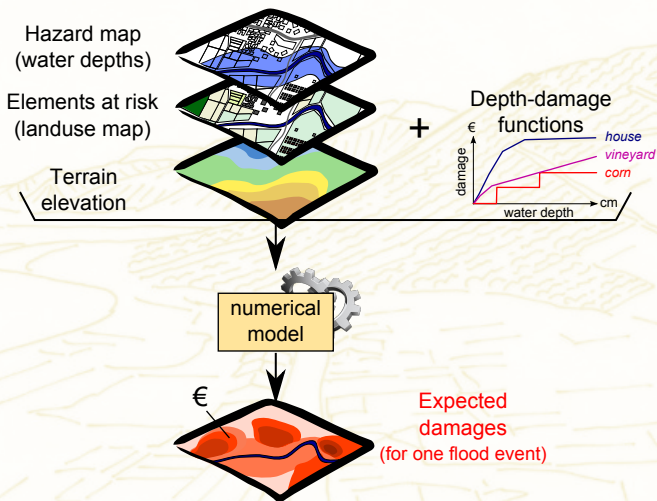 Hazard map
(water depths)
Elements at risk
(landuse map)
Terrain
elevation
+
Depth-damage
functions
€
damage
house
vineyard
corn
cm
water depth
numerical
model
€
Expected
damages
(for one flood event)